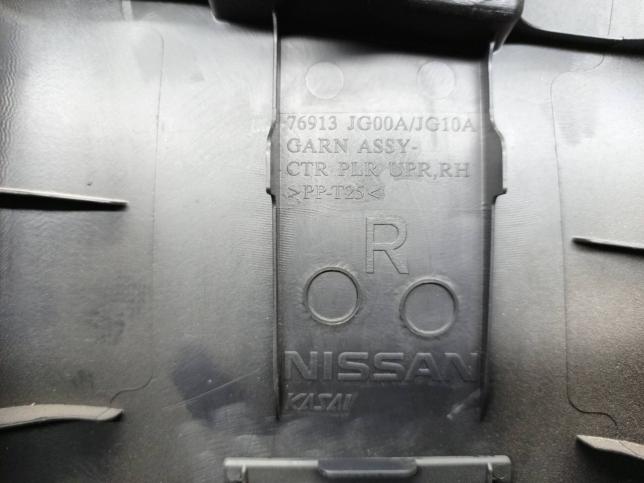 76913 JG00A/JG10A
GARN ASSY-
CTR PLR UPR,RH
>PP-T25<
R
NISSAN
KASAI